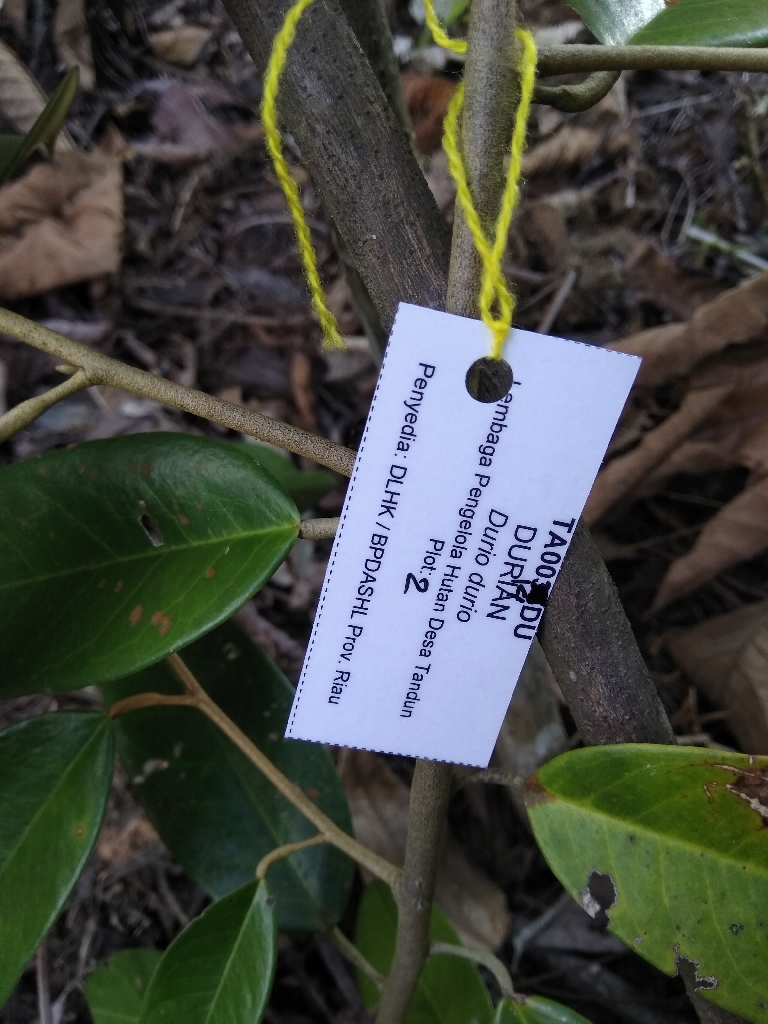 DURIAN
Durio durio
Lembaga Pengelola Hutan Desa Tandun
Plot: 2
Penyedia : DLHK / BPDASHL Prov. Riau